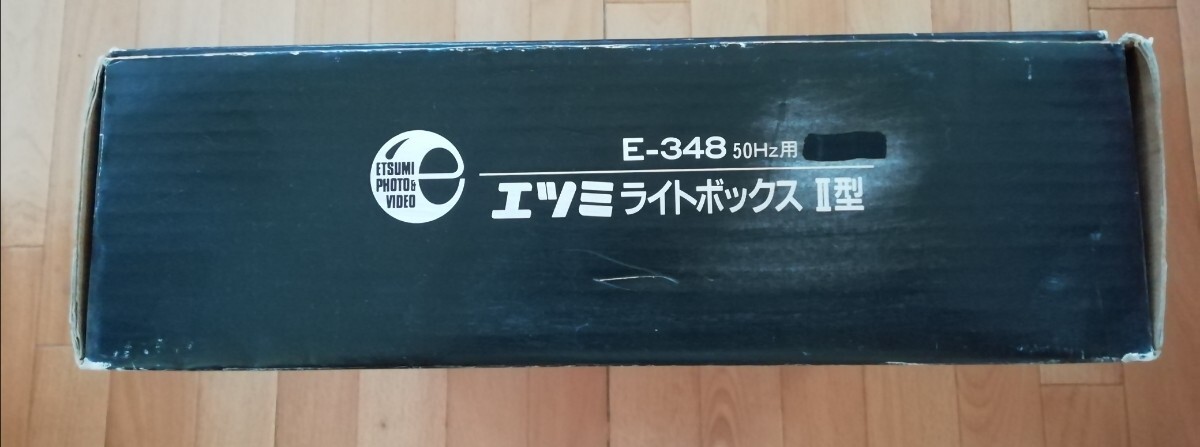 ETSUMI
PHOTO&
VIDEO
E-348 50Hz用
エツミ ライトボックス Ⅱ型